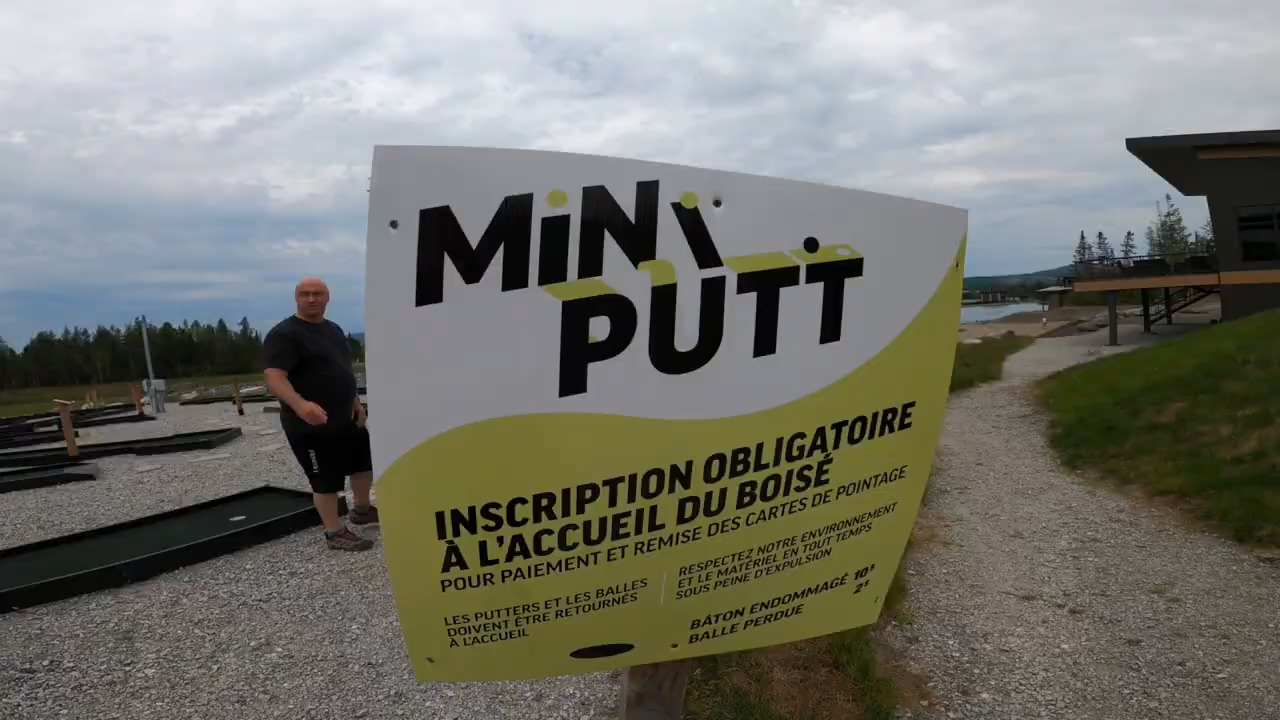 MiNi
PUTT
INSCRIPTION OBLIGATOIRE
À L'ACCUEIL DU BOISÉ
POUR PAIEMENT ET REMISE DES CARTES DE POINTAGE
LES PUTTERS ET LES BALLES
DOIVENT ÊTRE RETOURNÉS
À L'ACCUEIL
RESPECTEZ NOTRE ENVIRONNEMENT
ET LE MATÉRIEL EN TOUT TEMPS
SOUS PEINE D'EXPULSION
BÂTON ENDOMMAGÉ 10$
BALLE PERDUE 2$